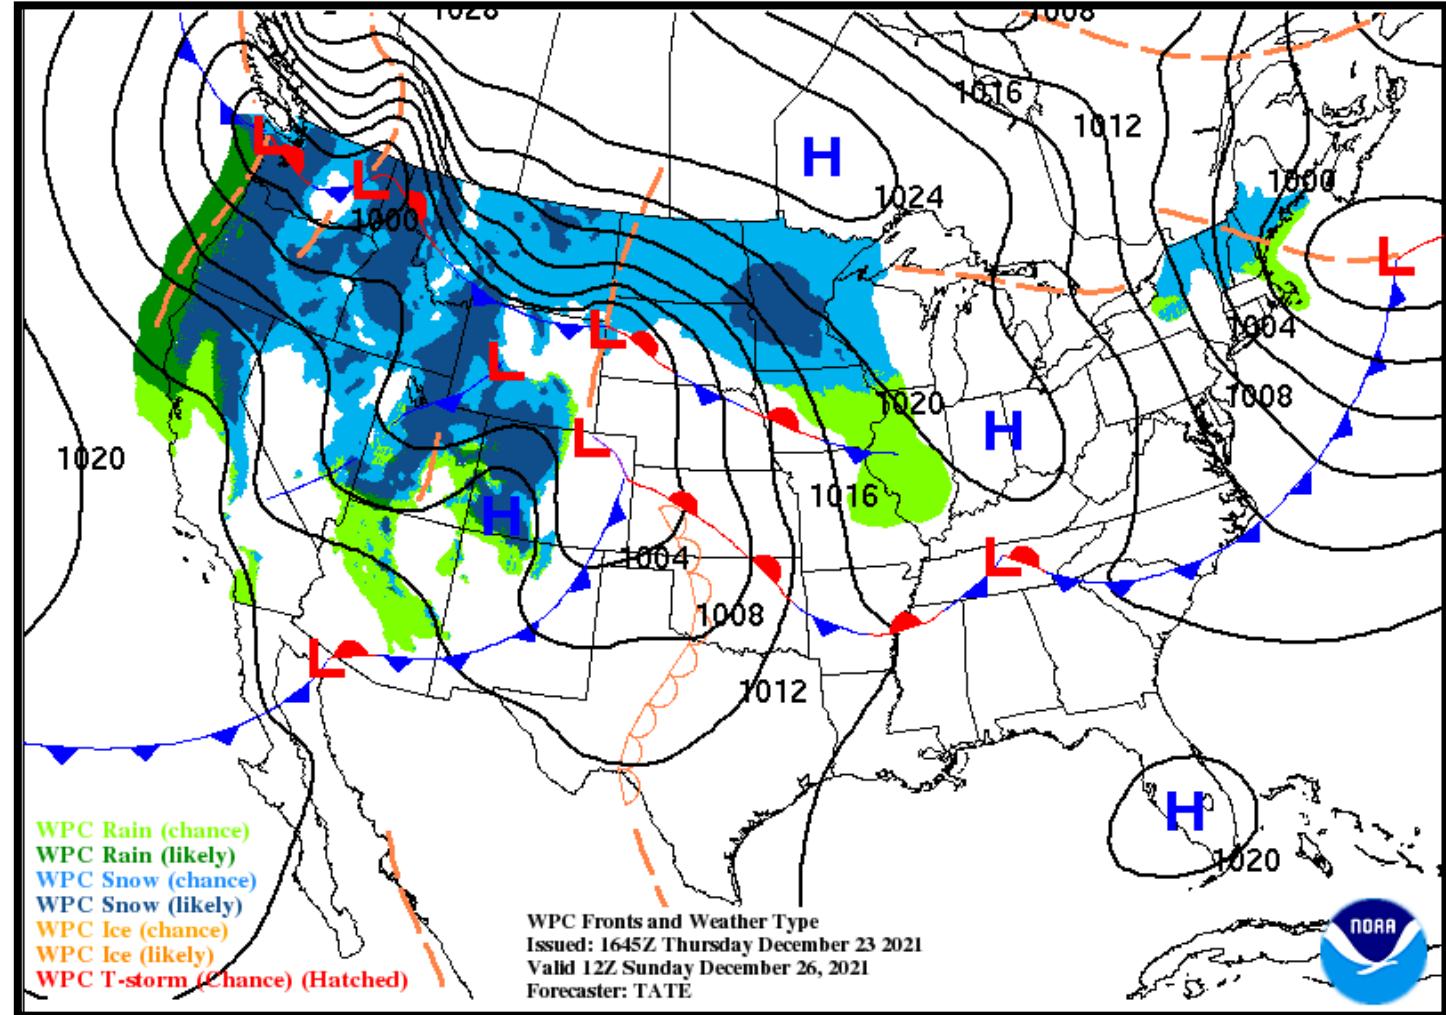 1028
1008
1016
1012
H
1024
1000
L
L
1000
L
1004
L
L
1020
1008
H
L
1020
1016
H
1004
L
1008
L
1012
H
1020
WPC Rain (chance)
WPC Rain (likely)
WPC Snow (chance)
WPC Snow (likely)
WPC Ice (chance)
WPC Ice (likely)
WPC T-storm (Chance) (Hatched)
WPC Fronts and Weather Type
Issued: 1645Z Thursday December 23 2021
Valid 12Z Sunday December 26, 2021
Forecaster: TATE
NOAA